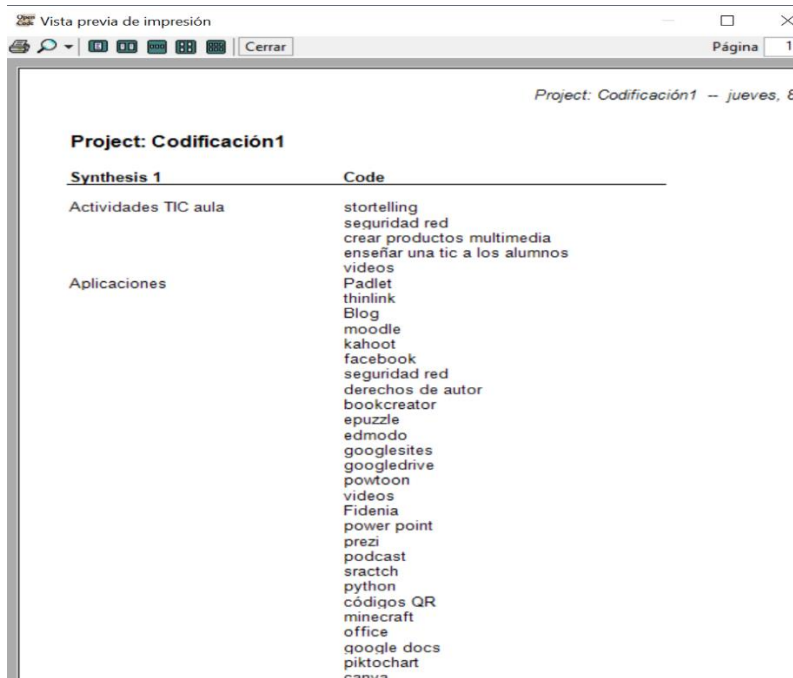 Vista previa de impresión
Cerrar
Página 1
Project: Codificación1 -- jueves, 8
Project: Codificación1
Synthesis 1 Code
Actividades TIC aula stortelling
seguridad red
crear productos multimedia
enseñar una tic a los alumnos
videos
Aplicaciones Padlet
thinlink
Blog
moodle
kahoot
facebook
seguridad red
derechos de autor
bookcreator
epuzzle
edmodo
googlesites
googledrive
powtoon
videos
Fidenia
power point
prezi
podcast
sractch
python
códigos QR
minecraft
office
google docs
piktochart
canva